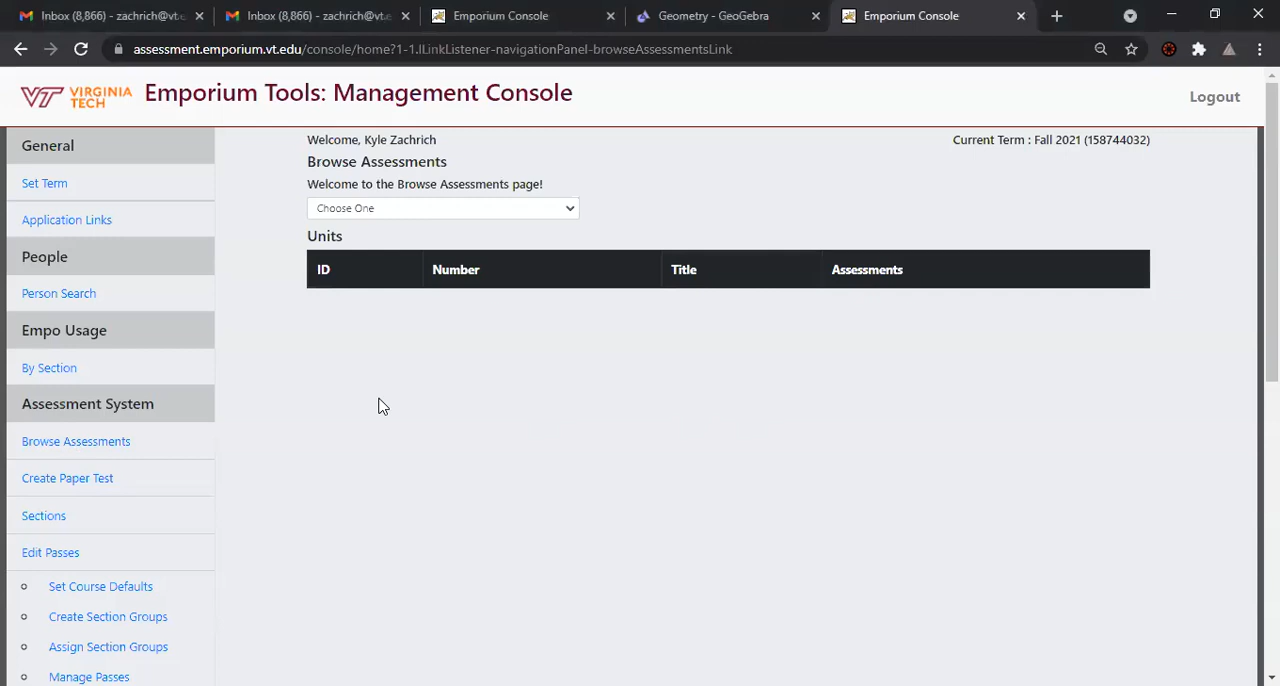 Inbox (8,866) - zachrich@vt.e
Inbox (8,866) - zachrich@vt.e
Emporium Console
Geometry - GeoGebra
Emporium Console
assessment.emporium.vt.edu/console/home?1-1.ILinkListener-navigationPanel-browseAssessmentsLink
VT VIRGINIA TECH
Emporium Tools: Management Console
Logout
General
Set Term
Application Links
People
Person Search
Empo Usage
By Section
Assessment System
Browse Assessments
Create Paper Test
Sections
Edit Passes
Set Course Defaults
Create Section Groups
Assign Section Groups
Manage Passes
Welcome, Kyle Zachrich
Current Term : Fall 2021 (158744032)
Browse Assessments
Welcome to the Browse Assessments page!
Choose One
Units
ID Number Title Assessments